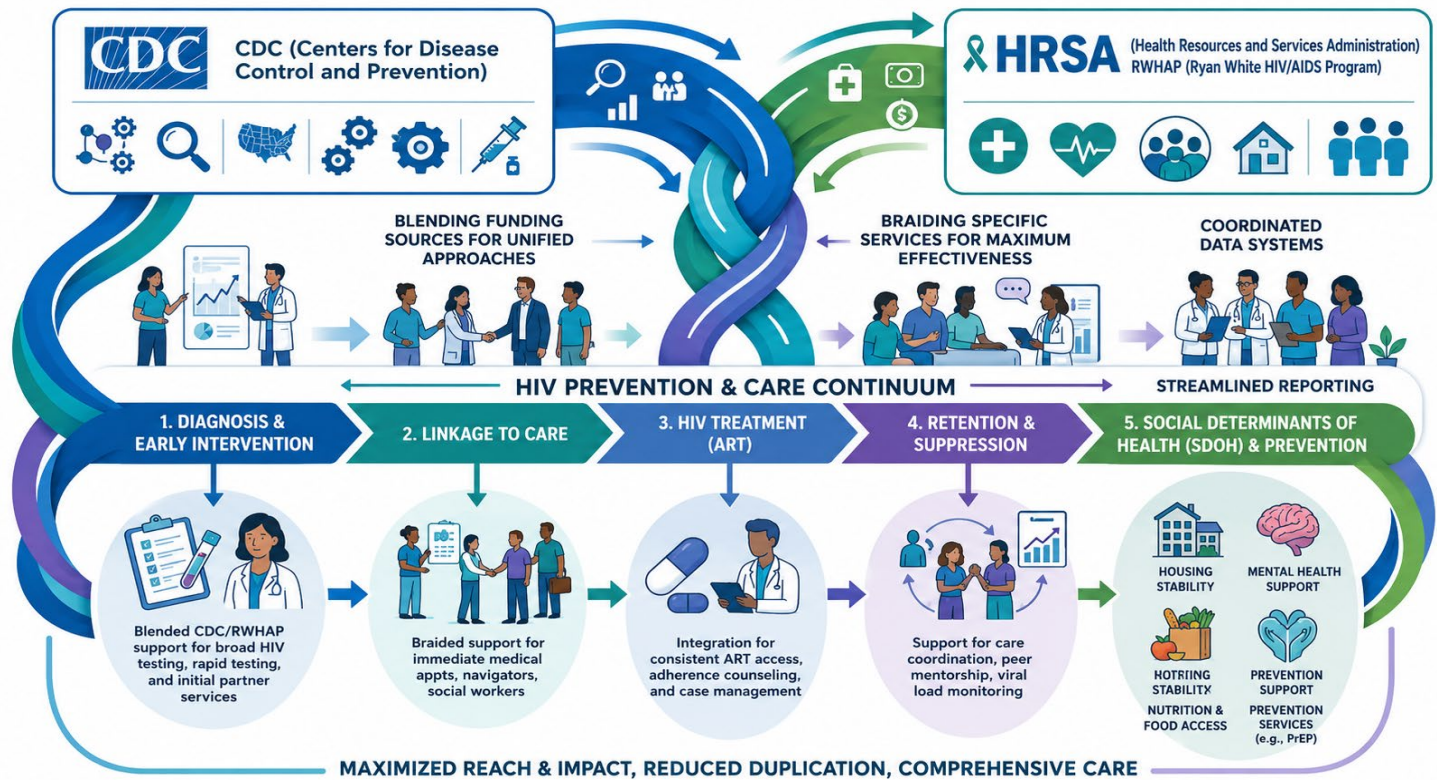 CDC
CDC (Centers for Disease
Control and Prevention)
HRSA
(Health Resources and Services Administration)
RWHAP (Ryan White HIV/AIDS Program)
BLENDING FUNDING
SOURCES FOR UNIFIED
APPROACHES
BRAIDING SPECIFIC
SERVICES FOR MAXIMUM
EFFECTIVENESS
COORDINATED
DATA SYSTEMS
HIV PREVENTION & CARE CONTINUUM
STREAMLINED REPORTING
1. DIAGNOSIS &
EARLY INTERVENTION
2. LINKAGE TO CARE
3. HIV TREATMENT
(ART)
4. RETENTION &
SUPPRESSION
5. SOCIAL DETERMINANTS OF
HEALTH (SDOH) & PREVENTION
Blended CDC/RWHAP
support for broad HIV
testing, rapid testing,
and initial partner
services
Braided support for
immediate medical
appts, navigators,
social workers
Integration for
consistent ART access,
adherence counseling,
and case management
Support for care
coordination, peer
mentorship, viral
load monitoring
HOUSING
STABILITY
MENTAL HEALTH
SUPPORT
NUTRITION &
FOOD ACCESS
PREVENTION
SUPPORT
PREVENTION
SERVICES
(e.g., PrEP)
MAXIMIZED REACH & IMPACT, REDUCED DUPLICATION, COMPREHENSIVE CARE